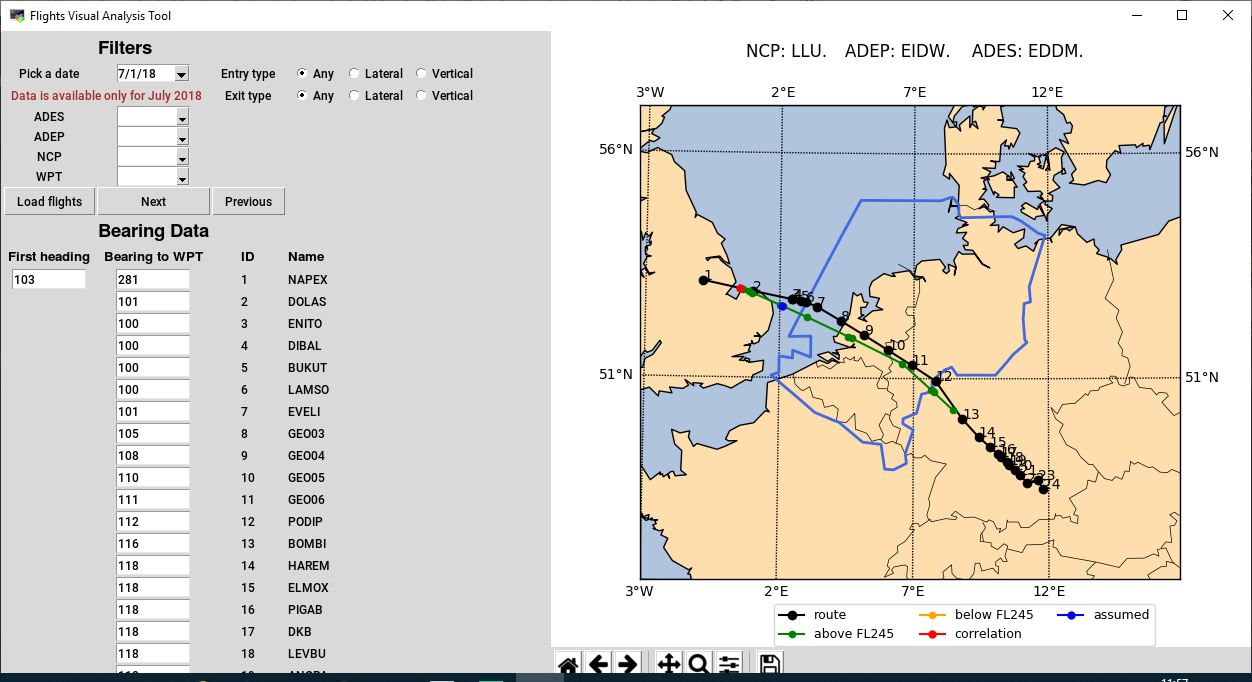 Flights Visual Analysis Tool
Filters
Pick a date 7/1/18 Entry type Any Lateral Vertical
Data is available only for July 2018 Exit type Any Lateral Vertical
ADES
ADEP
NCP
WPT
Load flights Next Previous
Bearing Data
First heading Bearing to WPT ID Name
103 281 1 NAPEX
101 2 DOLAS
100 3 ENITO
100 4 DIBAL
100 5 BUKUT
100 6 LAMSO
101 7 EVELI
105 8 GEO03
108 9 GEO04
110 10 GEO05
111 11 GEO06
112 12 PODIP
116 13 BOMBI
118 14 HAREM
118 15 ELMOX
118 16 PIGAB
118 17 DKB
118 18 LEVBU
NCP: LLU. ADEP: EIDW. ADES: EDDM.
3°W 2°E 7°E 12°E
56°N 56°N
1
2
5
7
8
9
10
11
51°N 12 51°N
13
14
15
23
24
3°W 2°E 7°E 12°E
route below FL245 assumed
above FL245 correlation
11:57